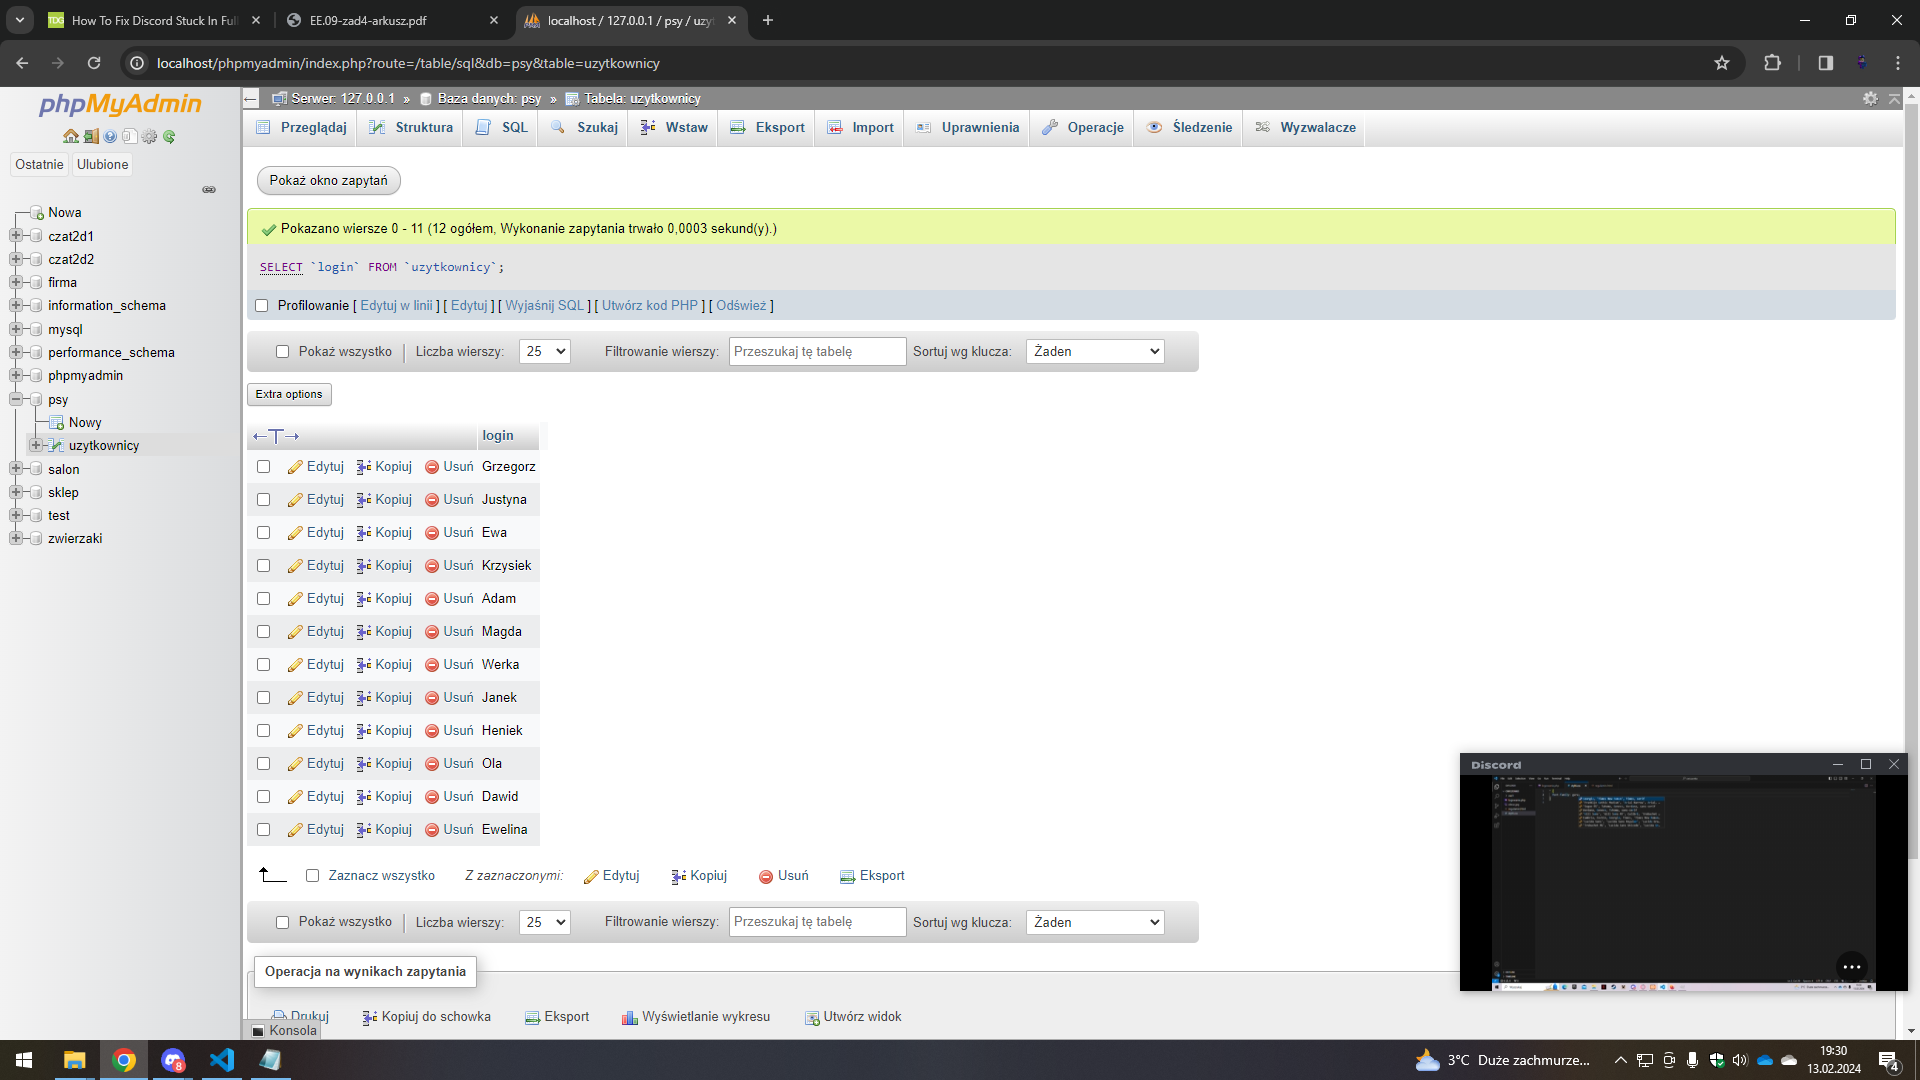 How To Fix Discord Stuck In Full
EE.09-zad4-arkusz.pdf
localhost / 127.0.0.1 / psy / uzyt
localhost/phpmyadmin/index.php?route=/table/sql&db=psy&table=uzytkownicy
phpMyAdmin
Ostatnie Ulubione
Nowa
czat2d1
czat2d2
firma
information_schema
mysql
performance_schema
phpmyadmin
psy
Nowy
uzytkownicy
salon
sklep
test
zwierzaki
Serwer: 127.0.0.1 » Baza danych: psy » Tabela: uzytkownicy
Przeglądaj Struktura SQL Szukaj Wstaw Eksport Import Uprawnienia Operacje Śledzenie Wyzwalacze
Pokaż okno zapytań
Pokazano wiersze 0 - 11 (12 ogółem, Wykonanie zapytania trwało 0,0003 sekund(y).)
SELECT `login` FROM `uzytkownicy`;
Profilowanie [ Edytuj w linii ] [ Edytuj ] [ Wyjaśnij SQL ] [ Utwórz kod PHP ] [ Odśwież ]
Pokaż wszystko Liczba wierszy: 25 Filtrowanie wierszy: Przeszukaj tę tabelę Sortuj wg klucza: Żaden
Extra options
←T→ login
Edytuj Kopiuj Usuń Grzegorz
Edytuj Kopiuj Usuń Justyna
Edytuj Kopiuj Usuń Ewa
Edytuj Kopiuj Usuń Krzysiek
Edytuj Kopiuj Usuń Adam
Edytuj Kopiuj Usuń Magda
Edytuj Kopiuj Usuń Werka
Edytuj Kopiuj Usuń Janek
Edytuj Kopiuj Usuń Heniek
Edytuj Kopiuj Usuń Ola
Edytuj Kopiuj Usuń Dawid
Edytuj Kopiuj Usuń Ewelina
Zaznacz wszystko Z zaznaczonymi: Edytuj Kopiuj Usuń Eksport
Pokaż wszystko Liczba wierszy: 25 Filtrowanie wierszy: Przeszukaj tę tabelę Sortuj wg klucza: Żaden
Operacja na wynikach zapytania
Drukuj Kopiuj do schowka Eksport Wyświetlanie wykresu Utwórz widok
Konsola
Discord
8
3°C Duże zachmurze...
19:30
13.02.2024
4